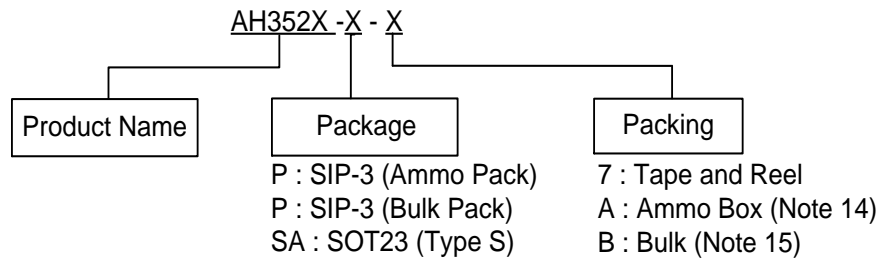 AH352X -X - X
Product Name
Package
Packing
P : SIP-3 (Ammo Pack)
P : SIP-3 (Bulk Pack)
SA : SOT23 (Type S)
7 : Tape and Reel
A : Ammo Box (Note 14)
B : Bulk (Note 15)